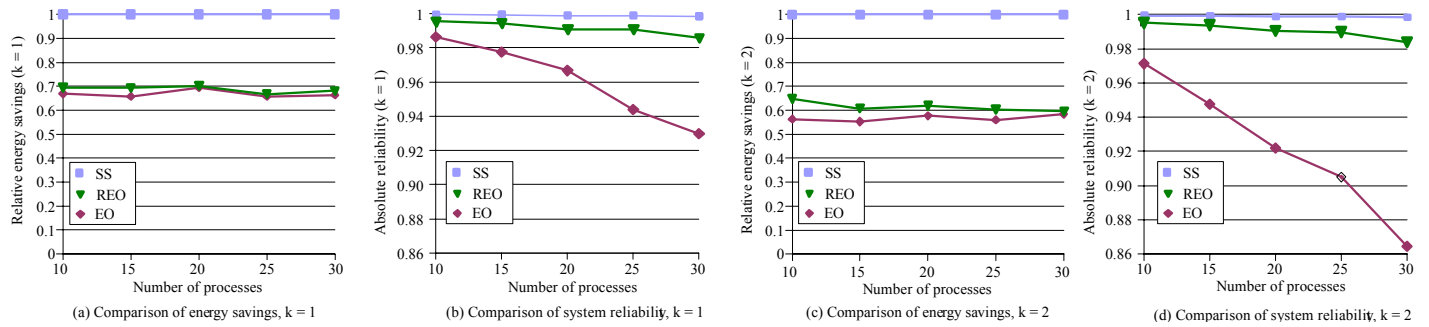 Relative energy savings (k = 1)
1
0.9
0.8
0.7
0.6
0.5
0.4
0.3
0.2
0.1
0
SS
REO
EO
10 15 20 25 30
Number of processes
(a) Comparison of energy savings, k = 1
Absolute reliability (k = 1)
1
0.98
0.96
0.94
0.92
0.90
0.88
0.86
SS
REO
EO
10 15 20 25 30
Number of processes
(b) Comparison of system reliability, k = 1
Relative energy savings (k = 2)
1
0.9
0.8
0.7
0.6
0.5
0.4
0.3
0.2
0.1
0
SS
REO
EO
10 15 20 25 30
Number of processes
(c) Comparison of energy savings, k = 2
Absolute reliability (k = 2)
1
0.98
0.96
0.94
0.92
0.90
0.88
0.86
SS
REO
EO
10 15 20 25 30
Number of processes
(d) Comparison of system reliability, k = 2